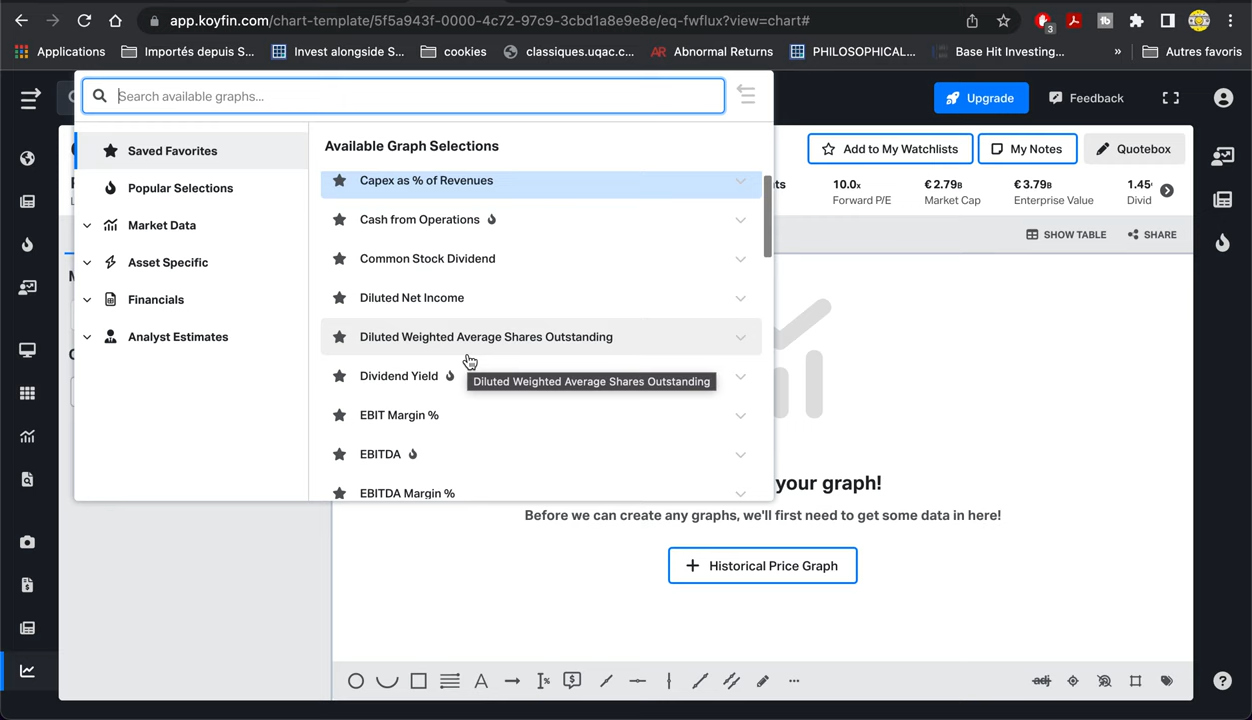 app.koyfin.com/chart-template/5f5a943f-0000-4c72-97c9-3cbd1a8e9e8e/eq-fwflux?view=chart#
3
Applications
Importés depuis S...
Invest alongside S...
cookies
classiques.uqac.c...
AR Abnormal Returns
PHILOSOPHICAL...
Base Hit Investing...
»
Autres favoris
Search available graphs...
Upgrade
Feedback
Saved Favorites
Popular Selections
Market Data
Asset Specific
Financials
Analyst Estimates
Available Graph Selections
Capex as % of Revenues
Cash from Operations
Common Stock Dividend
Diluted Net Income
Diluted Weighted Average Shares Outstanding
Dividend Yield
Diluted Weighted Average Shares Outstanding
EBIT Margin %
EBITDA
EBITDA Margin %
Add to My Watchlists
My Notes
Quotebox
10.0x
Forward P/E
€2.79B
Market Cap
€3.79B
Enterprise Value
1.45
Divid
SHOW TABLE
SHARE
your graph!
Before we can create any graphs, we'll first need to get some data in here!
+ Historical Price Graph
adj